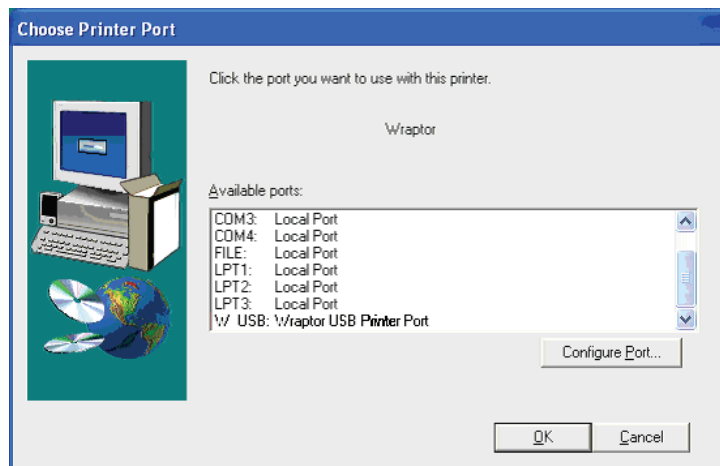 Choose Printer Port
Click the port you want to use with this printer.
Wraptor
Available ports:
COM3: Local Port
COM4: Local Port
FILE: Local Port
LPT1: Local Port
LPT2: Local Port
LPT3: Local Port
W_USB: Wraptor USB Printer Port
Configure Port...
OK Cancel